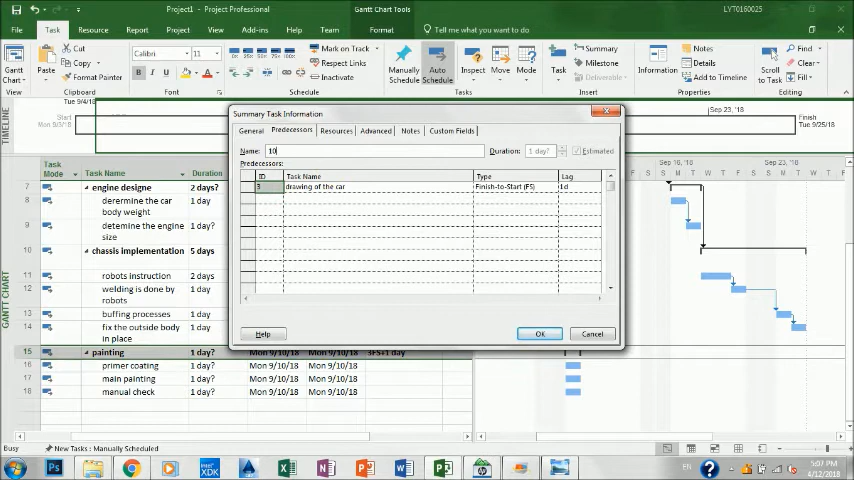 Project1 - Project Professional
Gantt Chart Tools
LYT0160025
File
Task
Resource
Report
Project
View
Add-ins
Help
Team
Format
Tell me what you want to do...
Gantt Chart
Paste
Cut
Copy
Format Painter
Calibri
11
B I U
Mark on Track
Respect Links
Inactivate
Manually Schedule
Auto Schedule
Inspect
Move
Mode
Task
Summary
Milestone
Deliverable
Information
Notes
Details
Add to Timeline
Scroll to Task
Find
Clear
Fill
View
Clipboard
Font
Schedule
Tasks
Insert
Properties
Editing
TIMELINE
Tue 9/4/18
Start
Mon 9/3/18
Sep 23, '18
Finish
Tue 9/25/18
Summary Task Information
General
Predecessors
Resources
Advanced
Notes
Custom Fields
Name: 10
Duration: 1 day?
Estimated
Predecessors:
ID Task Name Type Lag
3 drawing of the car Finish-to-Start (FS) 1d
Help
OK
Cancel
GANTT CHART
Task Mode
Task Name
Duration
Sep 16, '18
Sep 23, '18
7 engine designe 2 days?
8 derermine the car body weight 1 day
9 detemine the engine size 1 day?
10 chassis implementation 5 days
11 robots instruction 2 days
12 welding is done by robots 1 day
13 buffing processes 1 day
14 fix the outside body in place 1 day
15 painting 1 day? Mon 9/10/18 Mon 9/10/18 3FS+1 day
16 primer coating 1 day? Mon 9/10/18 Mon 9/10/18
17 main painting 1 day? Mon 9/10/18 Mon 9/10/18
18 manual check 1 day? Mon 9/10/18 Mon 9/10/18
Busy
New Tasks : Manually Scheduled
EN
5:07 PM
4/12/2018